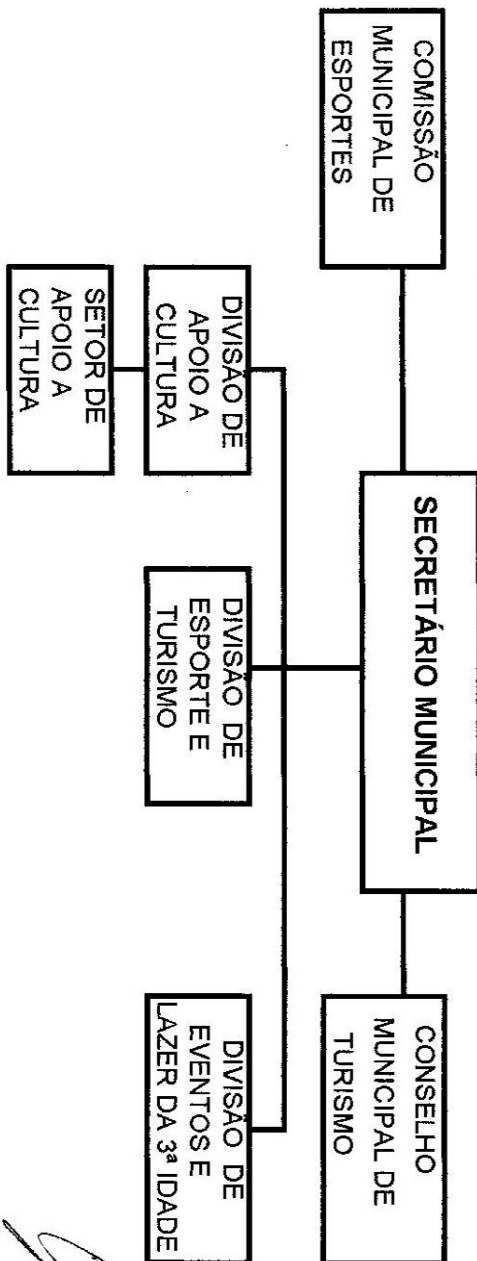 SECRETÁRIO MUNICIPAL
COMISSÃO
MUNICIPAL DE
ESPORTES
CONSELHO
MUNICIPAL DE
TURISMO
DIVISÃO DE
APOIO A
CULTURA
DIVISÃO DE
ESPORTE E
TURISMO
DIVISÃO DE
EVENTOS E
LAZER DA 3ª IDADE
SETOR DE
APOIO A
CULTURA